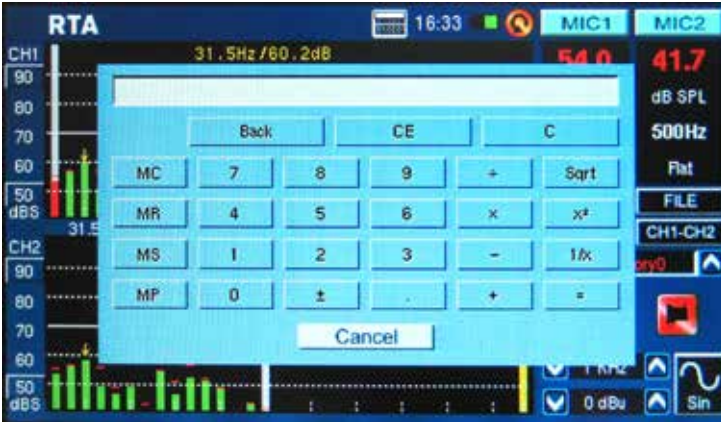 RTA 16:33 MIC1 MIC2
CH1 31.5Hz/60.2dB 54.0 41.7
90
dB SPL
80
Back CE C
70 500Hz
60 MC 7 8 9 ÷ Sqrt Flat
50 FILE
dBS MR 4 5 6 × x²
31.5 CH1-CH2
CH2 MS 1 2 3 - 1/x
90
80 MP 0 ± . + =
70 Cancel
60
50 1 KHz
dBS 0 dBu Sin